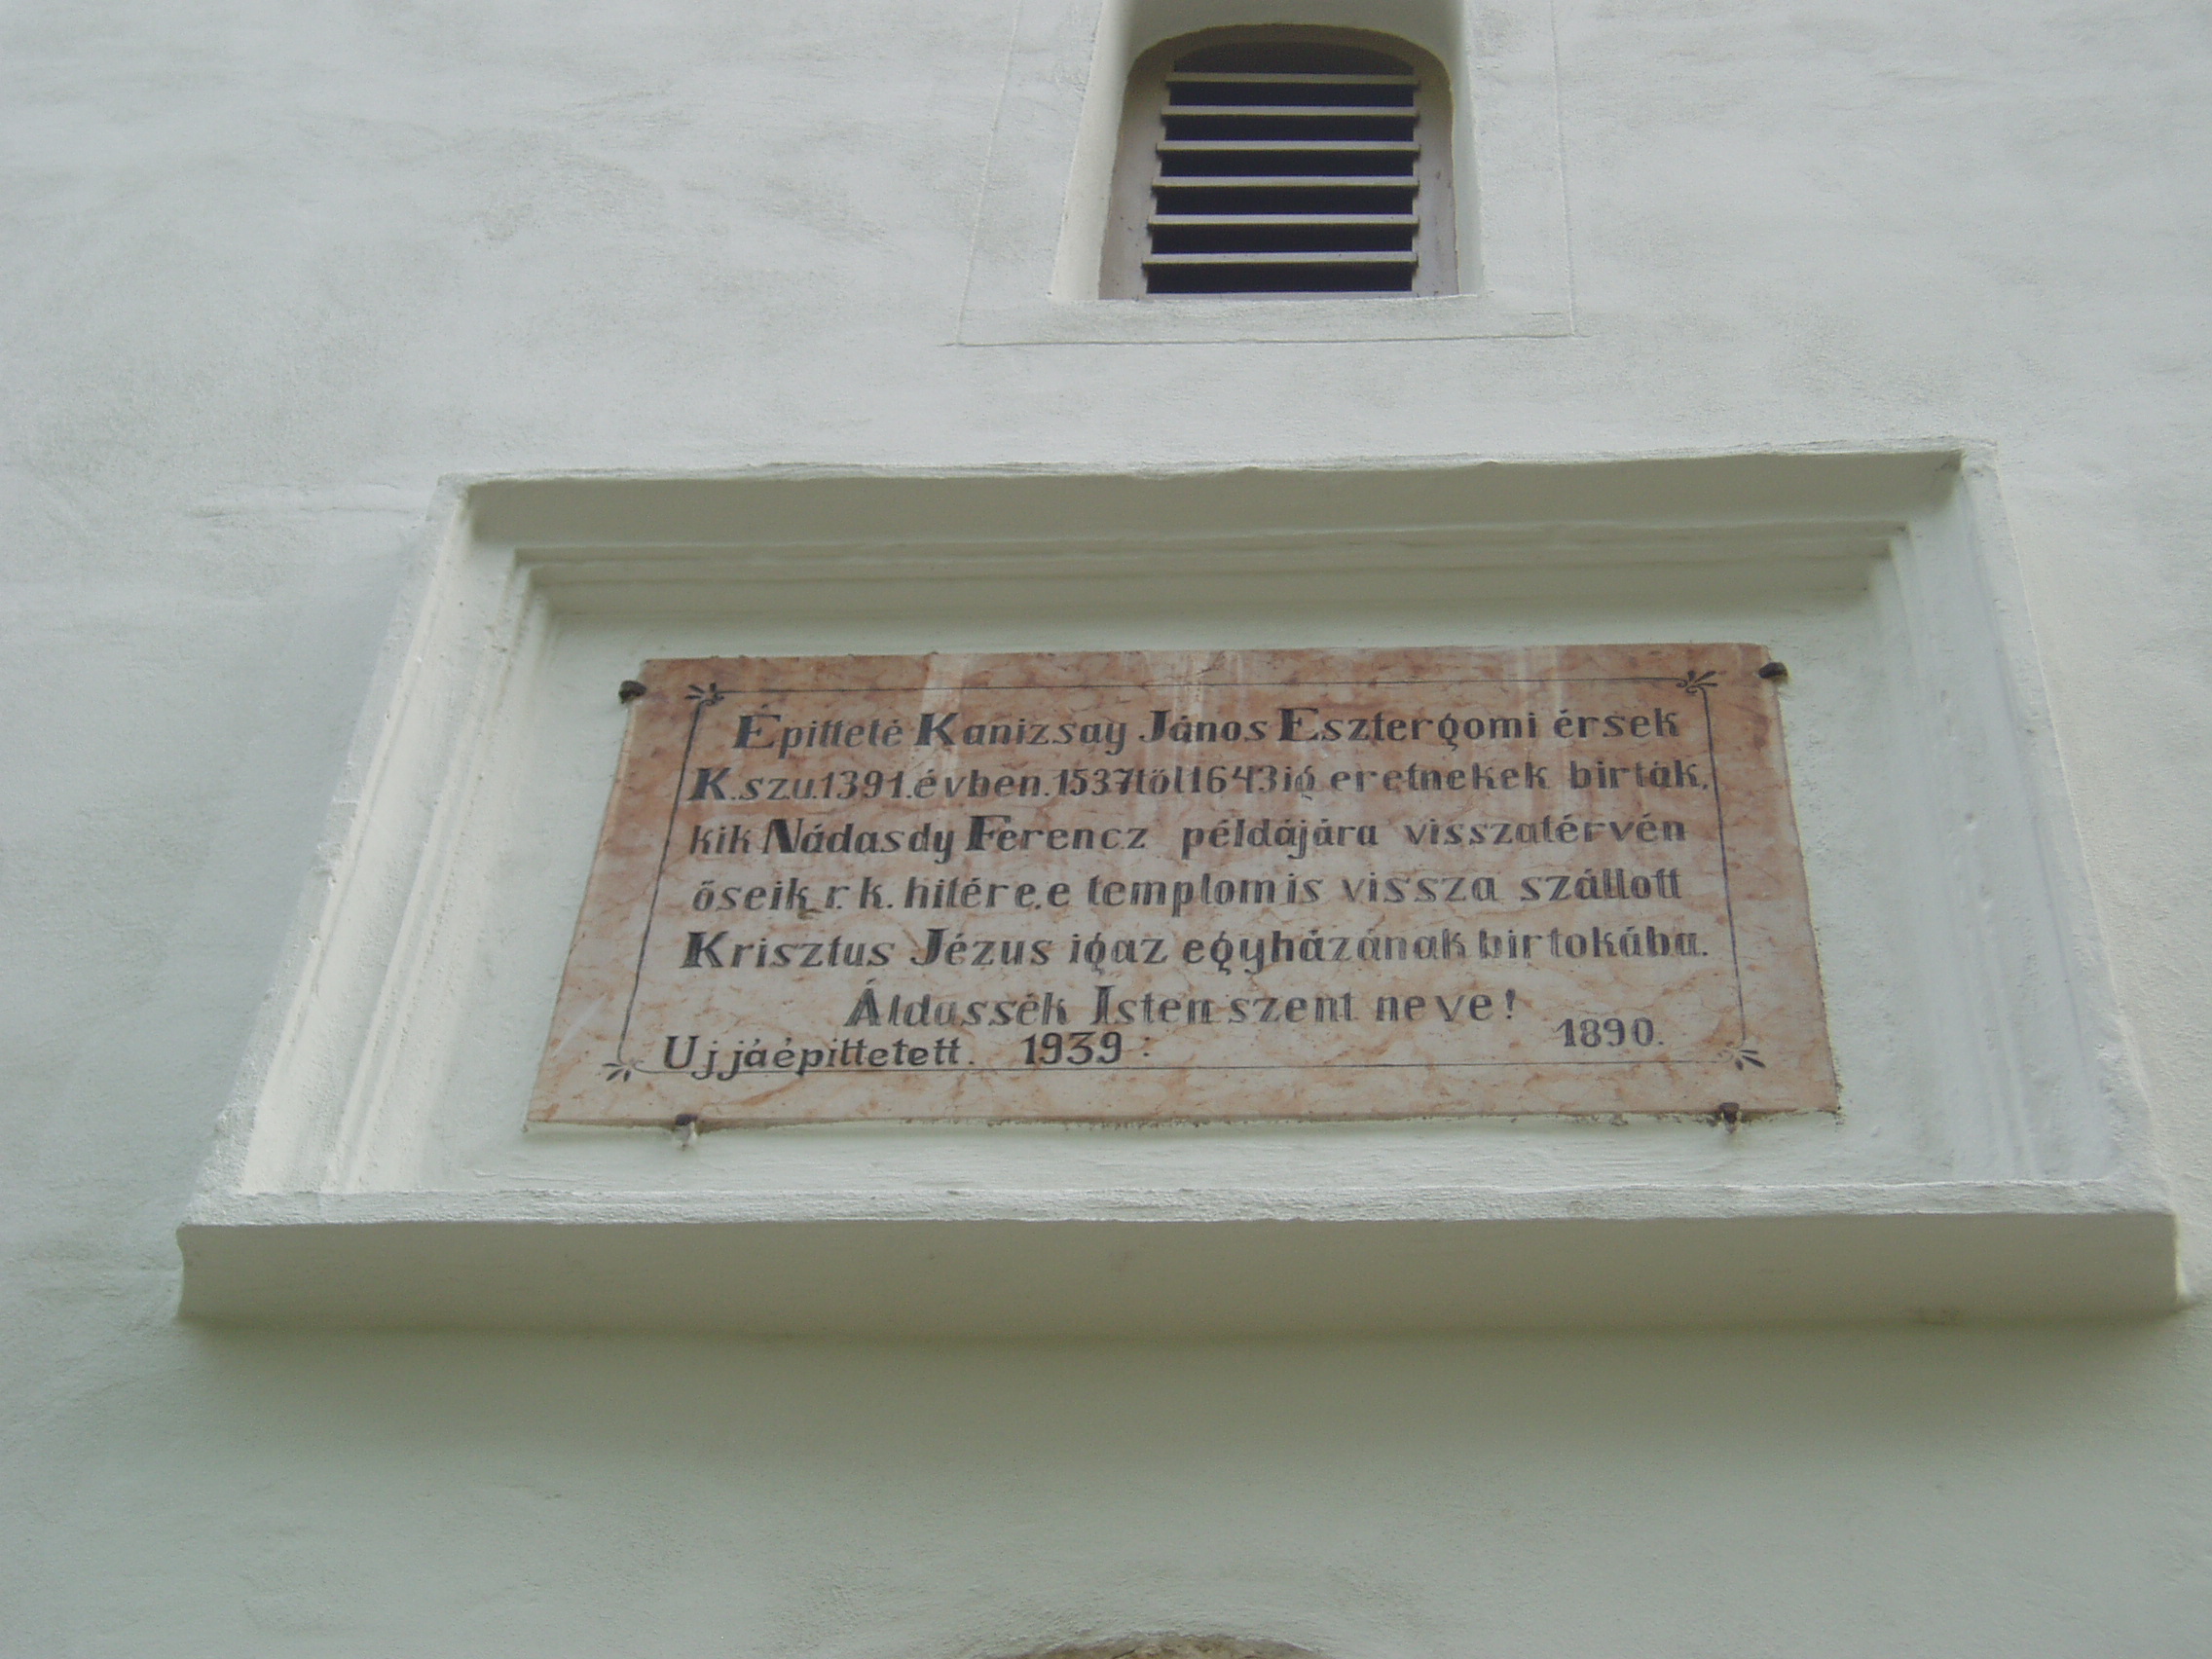 Épitteté Kanizsay János Esztergomi érsek
K.szu.1391.évben.1537től1643ig eretnekek birták,
kik Nádasdy Ferencz példájára visszatérvén
őseik r.k. hitére,e templomis vissza szállott
Krisztus Jézus igaz egyházának birtokába.
Áldassék Isten szent neve!
1890.
Ujjáépittetett. 1939.